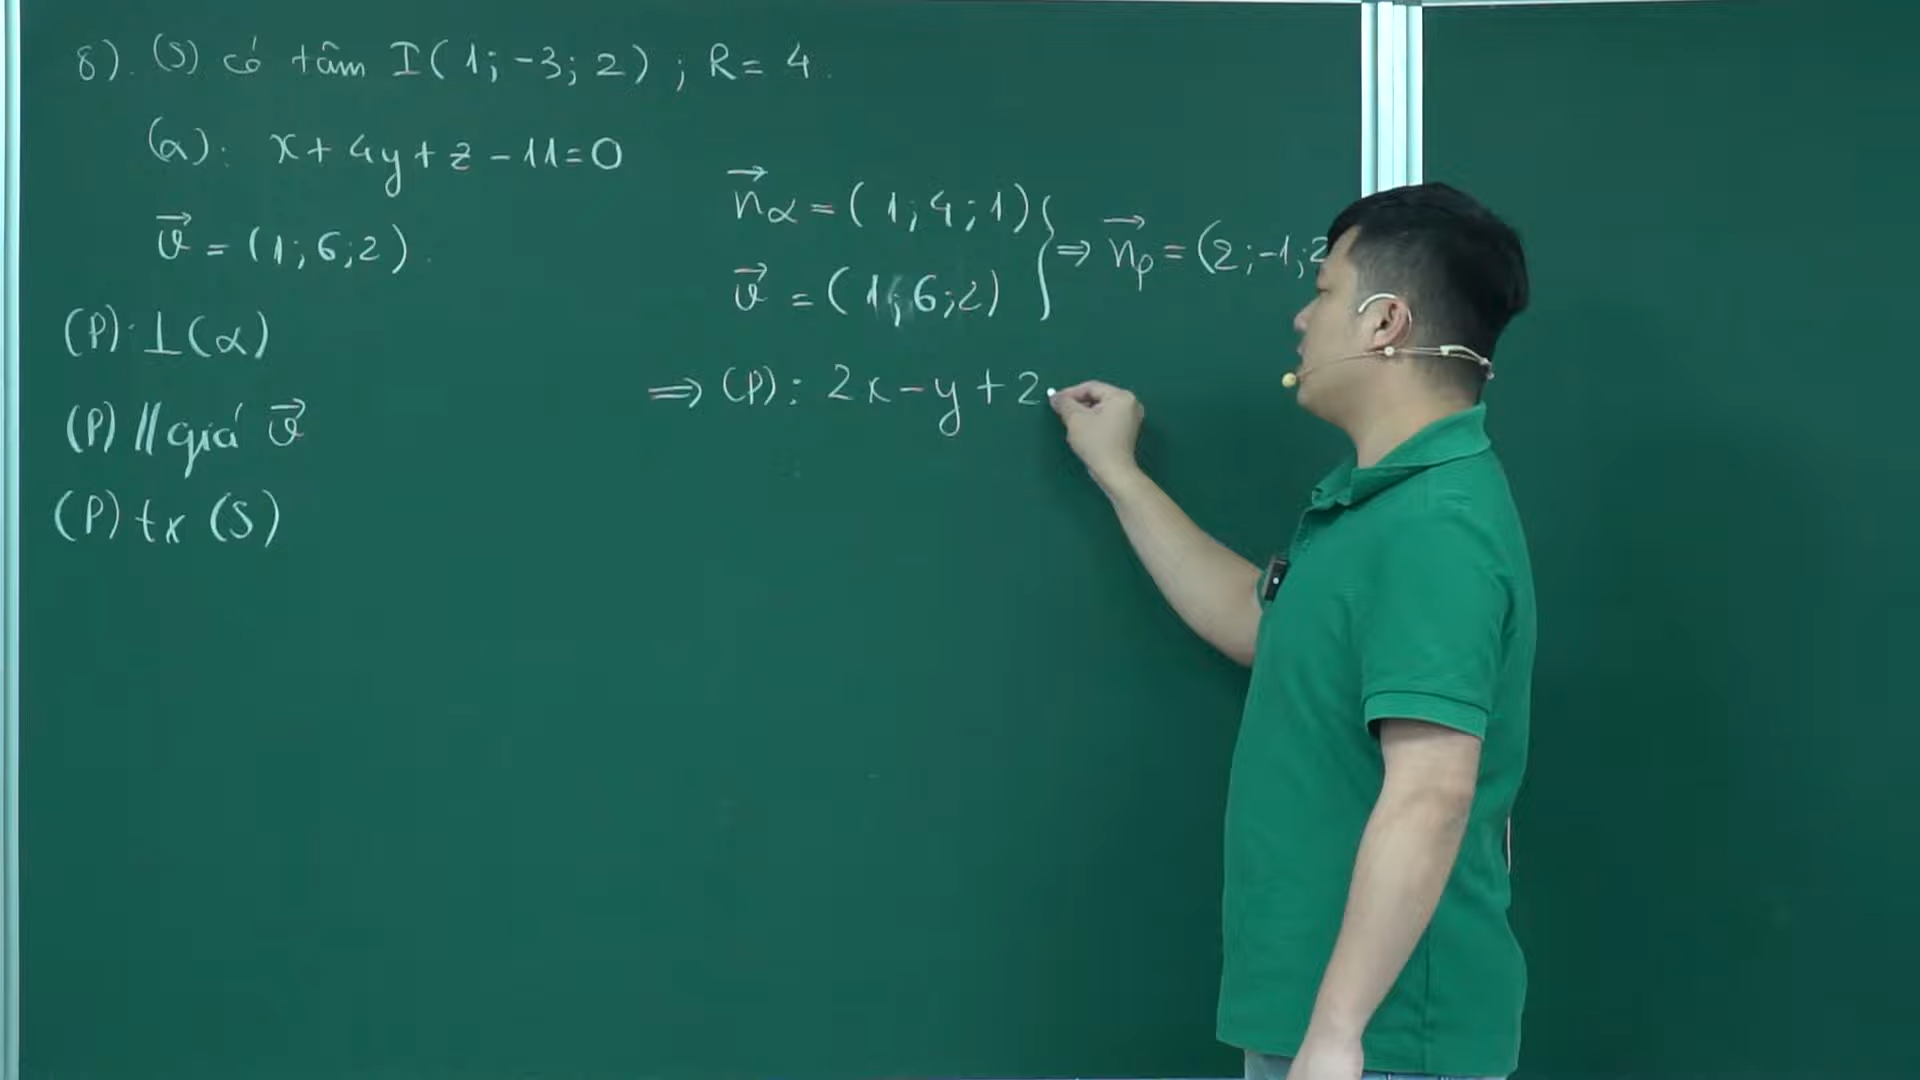 8). (S) có tâm I(1; -3; 2) ; R = 4.
(α): x + 4y + z - 11 = 0
v⃗ = (1; 6; 2).
(P) ⊥ (α)
(P) // giá v⃗
(P) tx (S)
n⃗α = (1; 4; 1)
v⃗ = (1; 6; 2)
} ⇒ n⃗p = (2; -1; 2
⇒ (P): 2x - y + 2